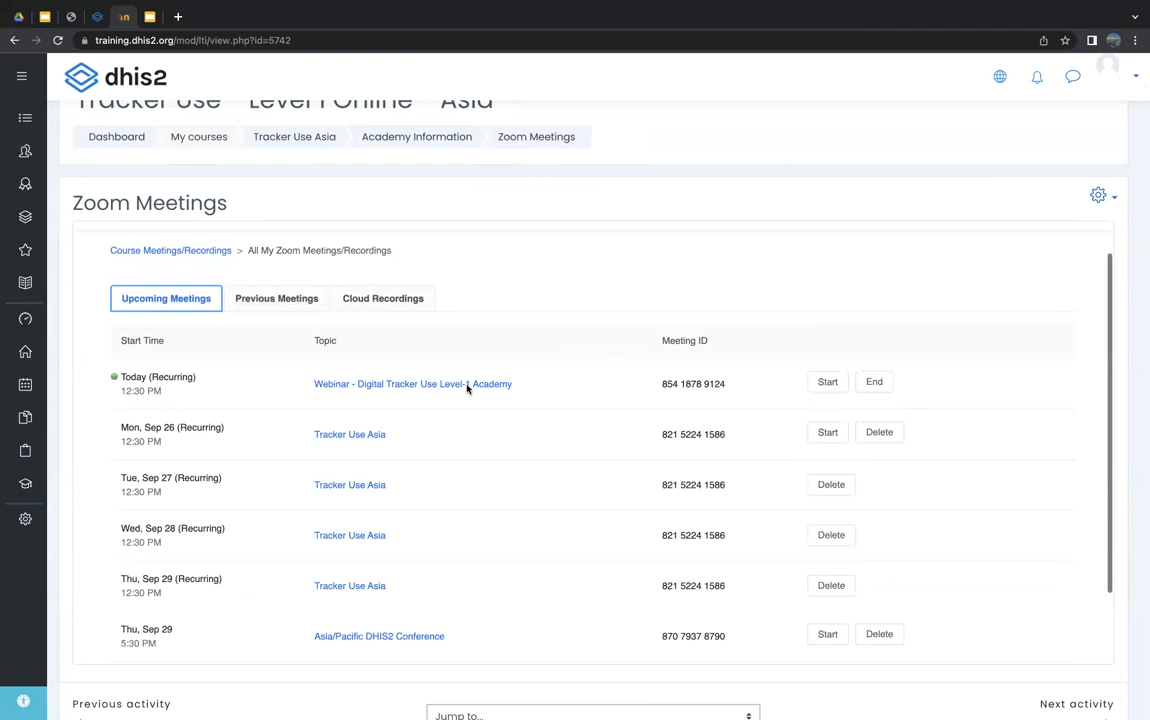 training.dhis2.org/mod/lti/view.php?id=5742
dhis2
Tracker Use Level 1 Online Asia
Dashboard My courses Tracker Use Asia Academy Information Zoom Meetings
Zoom Meetings
Course Meetings/Recordings > All My Zoom Meetings/Recordings
Upcoming Meetings Previous Meetings Cloud Recordings
Start Time Topic Meeting ID
Today (Recurring)
12:30 PM
Webinar - Digital Tracker Use Level-1 Academy 854 1878 9124 Start End
Mon, Sep 26 (Recurring)
12:30 PM
Tracker Use Asia 821 5224 1586 Start Delete
Tue, Sep 27 (Recurring)
12:30 PM
Tracker Use Asia 821 5224 1586 Delete
Wed, Sep 28 (Recurring)
12:30 PM
Tracker Use Asia 821 5224 1586 Delete
Thu, Sep 29 (Recurring)
12:30 PM
Tracker Use Asia 821 5224 1586 Delete
Thu, Sep 29
5:30 PM
Asia/Pacific DHIS2 Conference 870 7937 8790 Start Delete
Previous activity
Next activity
Jump to...